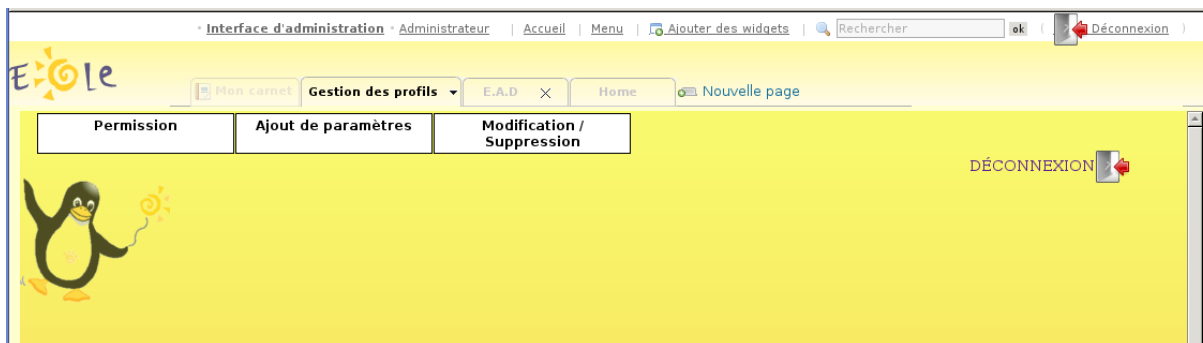 • Interface d'administration • Administrateur | Accueil | Menu | Ajouter des widgets | Rechercher ok ( Déconnexion )
Eole
Mon carnet Gestion des profils E.A.D X Home Nouvelle page
Permission Ajout de paramètres Modification /
Suppression
DÉCONNEXION